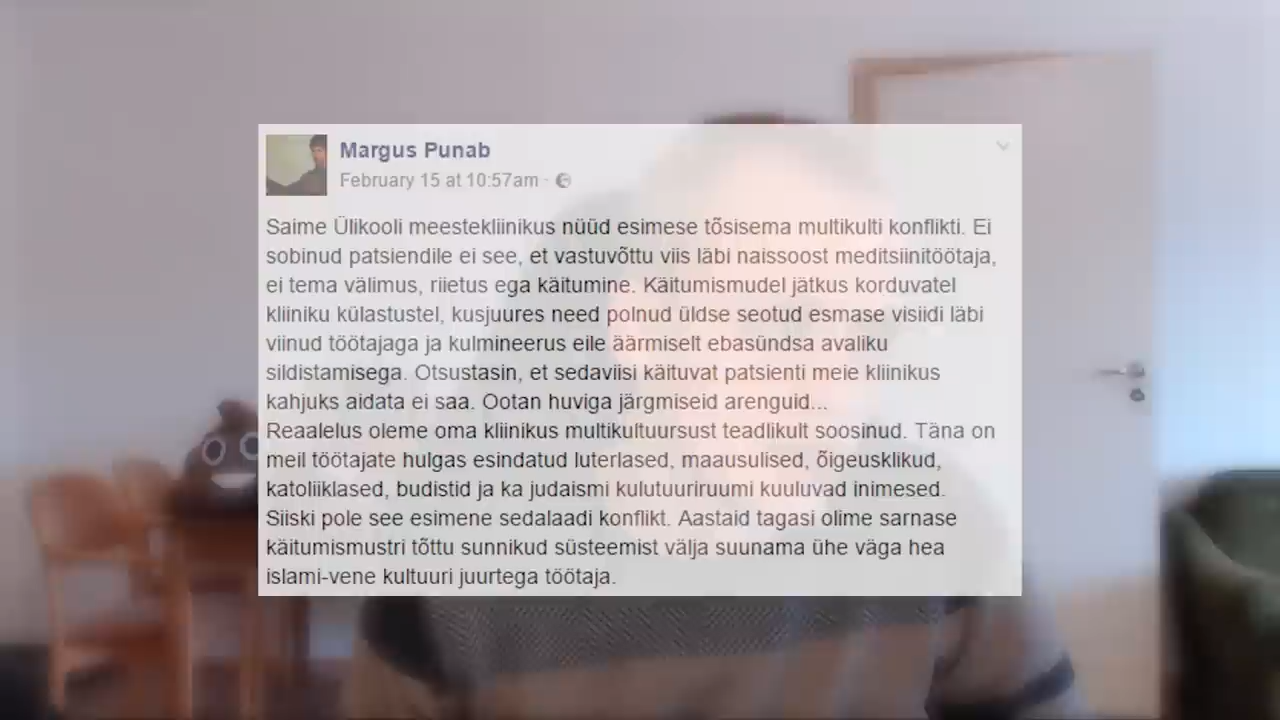 Margus Punab
February 15 at 10:57am ·
Saime Ülikooli meestekliinikus nüüd esimese tõsisema multikulti konflikti. Ei
sobinud patsiendile ei see, et vastuvõttu viis läbi naissoost meditsiinitöötaja,
ei tema välimus, riietus ega käitumine. Käitumismudel jätkus korduvatel
kliiniku külastustel, kusjuures need polnud üldse seotud esmase visiidi läbi
viinud töötajaga ja kulmineerus eile äärmiselt ebasündsa avaliku
sildistamisega. Otsustasin, et sedaviisi käituvat patsienti meie kliinikus
kahjuks aidata ei saa. Ootan huviga järgmiseid arenguid...
Reaalelus oleme oma kliinikus multikultuursust teadlikult soosinud. Täna on
meil töötajate hulgas esindatud luterlased, maausulised, õigeusklikud,
katoliiklased, budistid ja ka judaismi kulutuuriruumi kuuluvad inimesed.
Siiski pole see esimene sedalaadi konflikt. Aastaid tagasi olime sarnase
käitumismustri tõttu sunnikud süsteemist välja suunama ühe väga hea
islami-vene kultuuri juurtega töötaja.